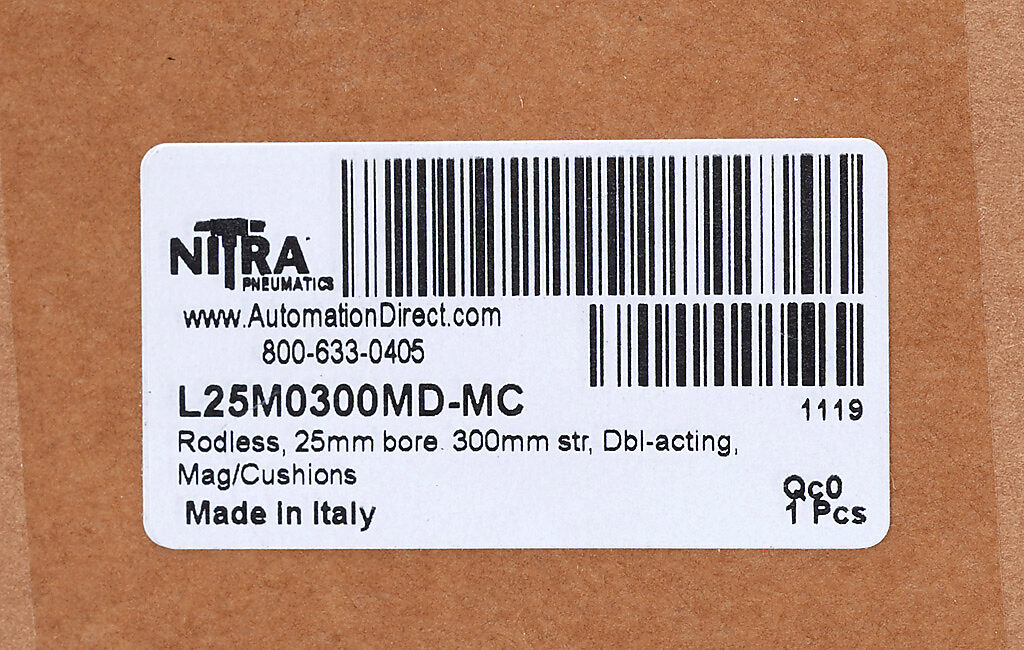 NITRA
PNEUMATICS
www.AutomationDirect.com
800-633-0405
L25M0300MD-MC
1119
Rodless, 25mm bore. 300mm str, Dbl-acting,
Mag/Cushions
Made in Italy
Qc0
1 Pcs